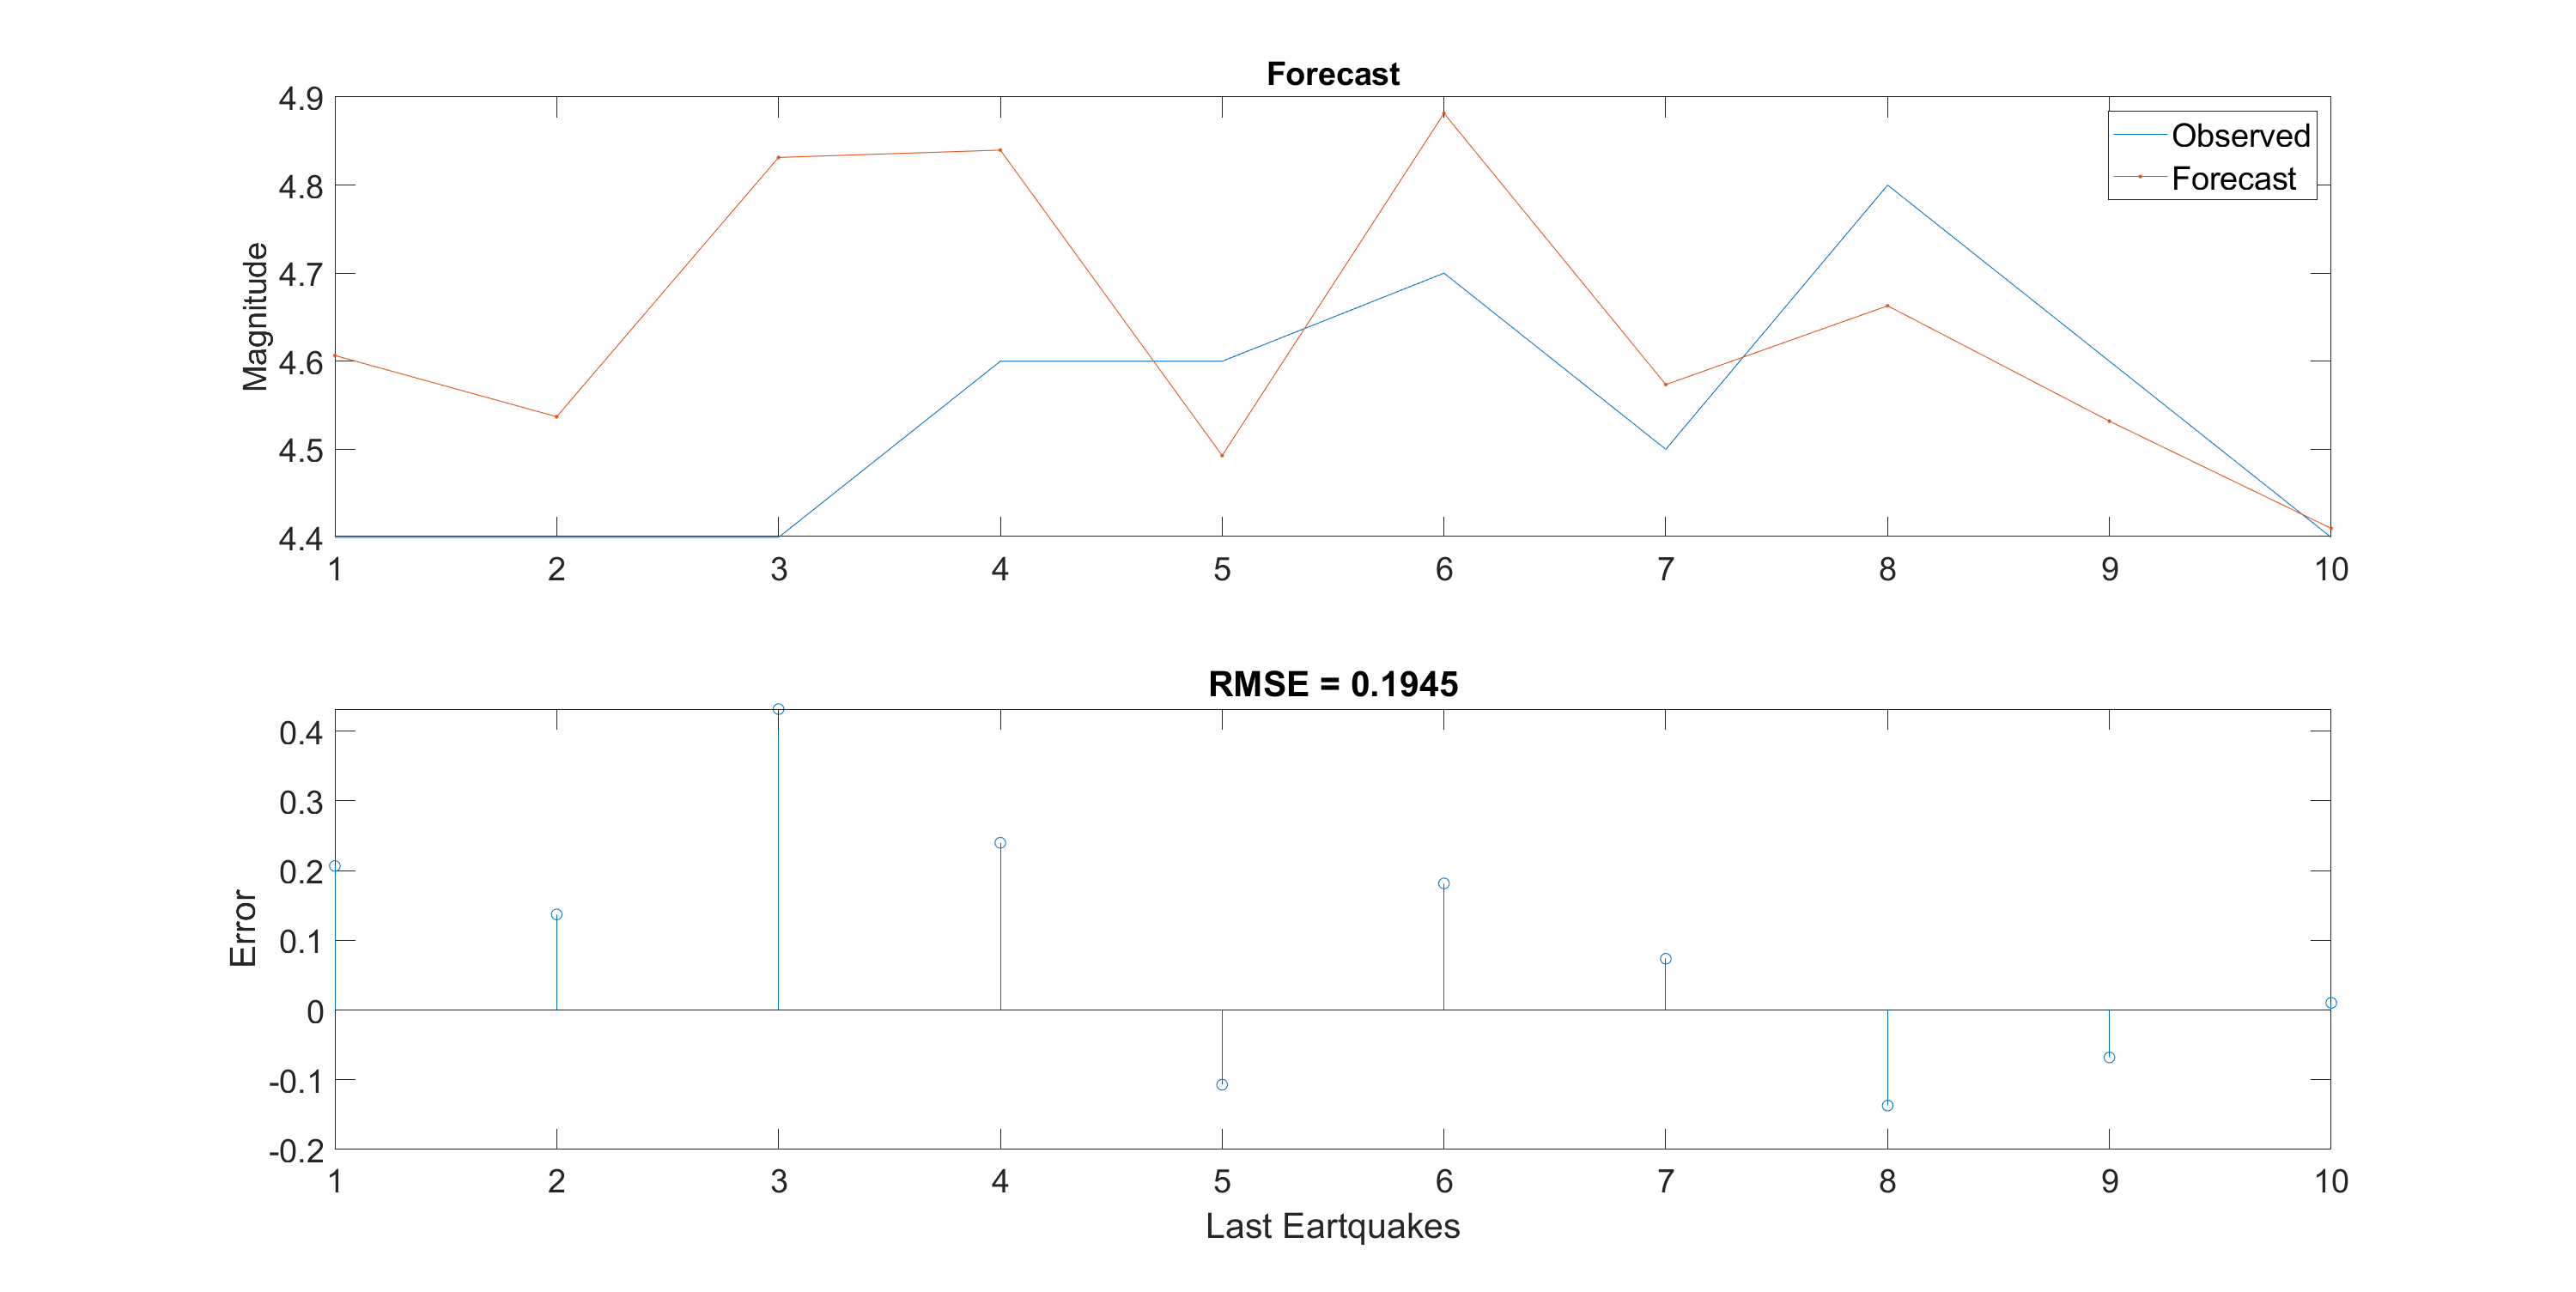 Forecast
4.9
4.8
4.7
4.6
4.5
4.4
Magnitude
Observed
Forecast
1 2 3 4 5 6 7 8 9 10
RMSE = 0.1945
0.4
0.3
0.2
0.1
0
-0.1
-0.2
Error
1 2 3 4 5 6 7 8 9 10
Last Eartquakes